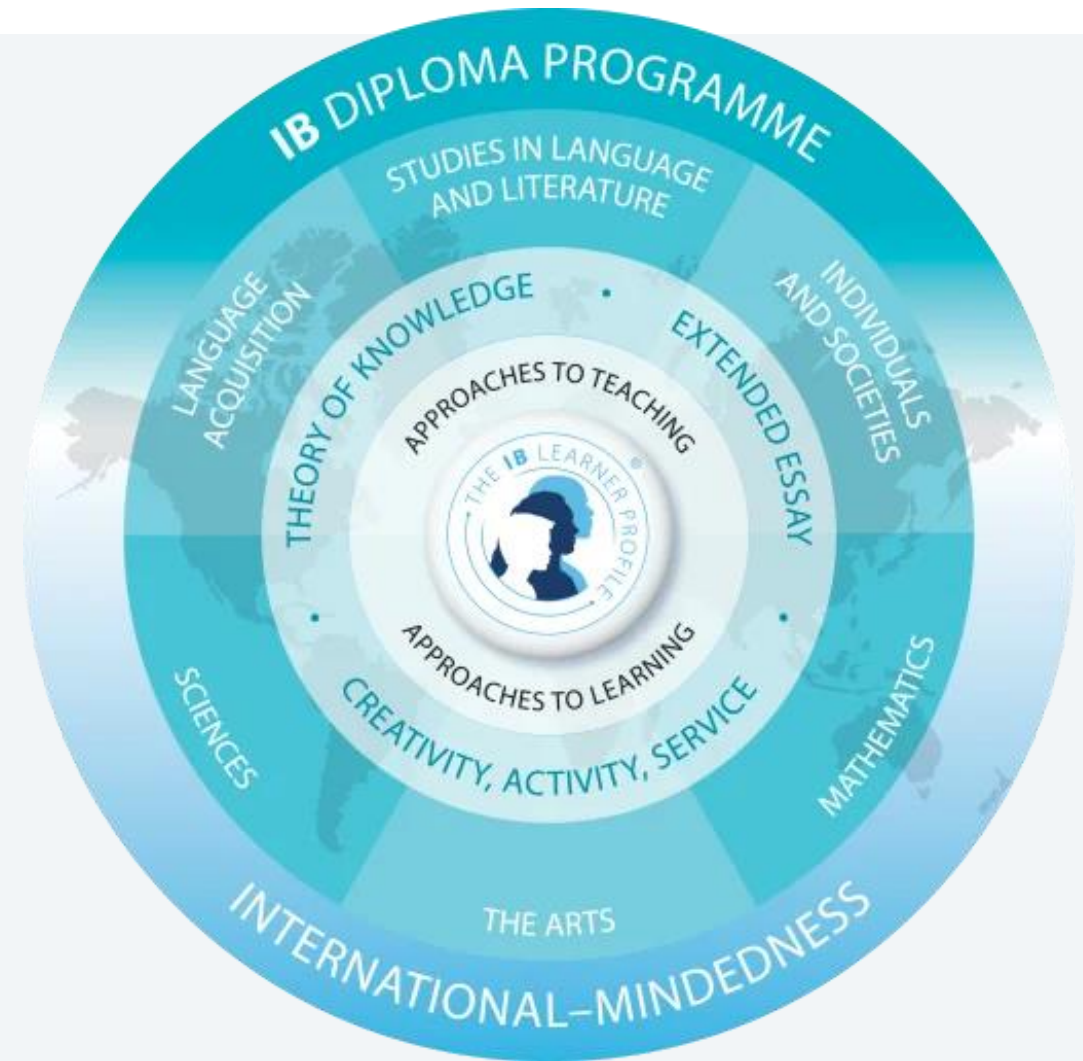 IB DIPLOMA PROGRAMME
STUDIES IN LANGUAGE
AND LITERATURE
LANGUAGE
ACQUISITION
INDIVIDUALS
AND SOCIETIES
THEORY OF KNOWLEDGE
•
EXTENDED ESSAY
APPROACHES TO TEACHING
• THE IB LEARNER PROFILE •
®
APPROACHES TO LEARNING
•
CREATIVITY, ACTIVITY, SERVICE
•
SCIENCES
MATHEMATICS
THE ARTS
INTERNATIONAL–MINDEDNESS